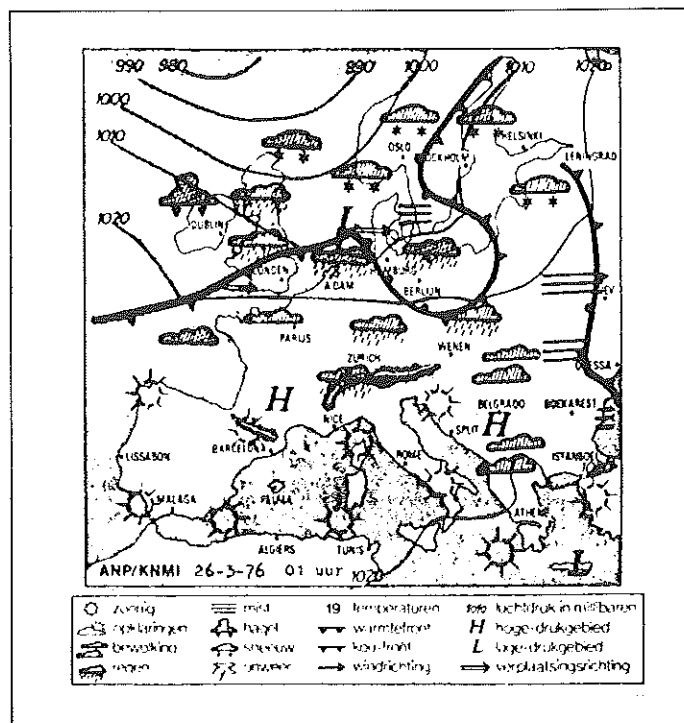 990 980 990 1000 1010 1020
1000
OSLO HELSINKI
1010 STOCKHOLM LENINGRAD
DUBLIN L
1020 HAMBURG
LONDEN A'DAM BERLIJN
PARIJS WENEN
ZURICH ESSA
H BELGRADO BOEKAREST
NICE SPLIT H
LISSABON BARCELONA ROME ISTANBOEL
MALAGA PALMA ATHENE
ALGIERS TUNIS L
ANP/KNMI 26-3-76 01 uur 1020
zonnig mist 19 temperaturen 1010 luchtdruk in millibaren
opklaringen hagel warmtefront H hoge-drukgebied
bewolking sneeuw koufront L lage-drukgebied
regen onweer windrichting verplaatsingsrichting